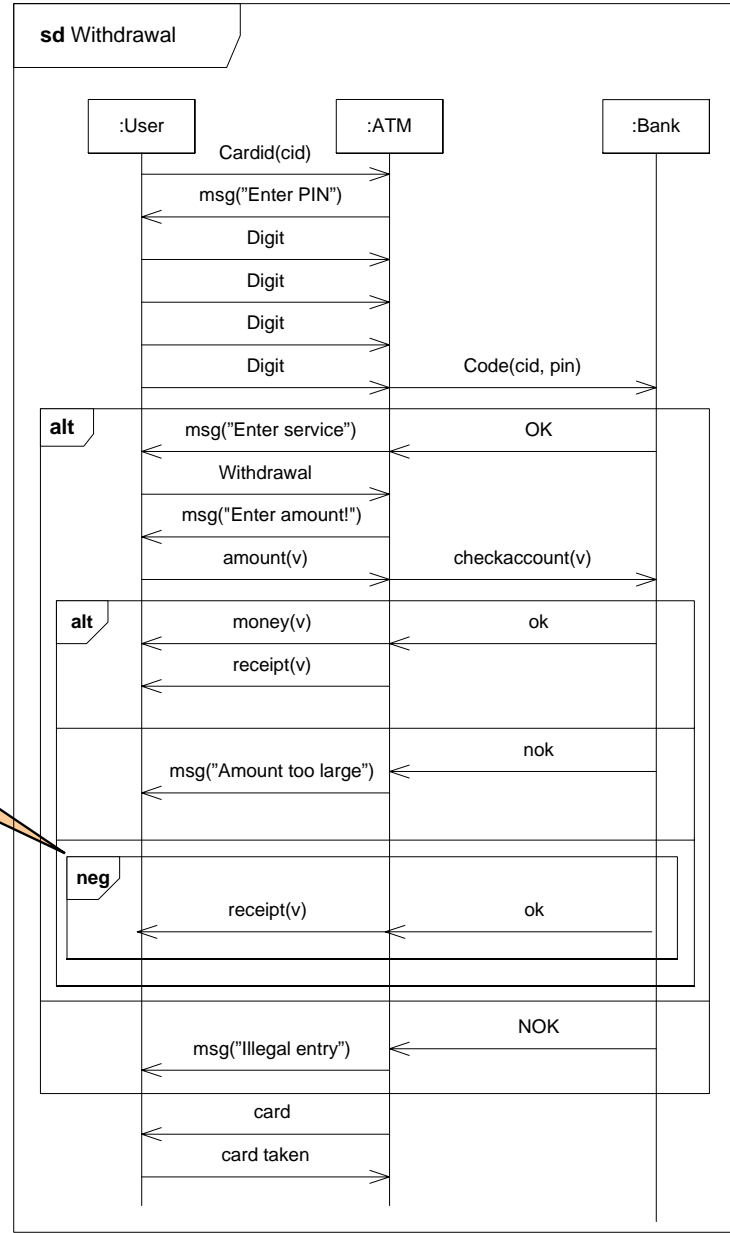 sd Withdrawal
:User :ATM :Bank
Cardid(cid)
msg(”Enter PIN”)
Digit
Digit
Digit
Digit Code(cid, pin)
alt msg(”Enter service”) OK
Withdrawal
msg("Enter amount!")
amount(v) checkaccount(v)
alt money(v) ok
receipt(v)
nok
msg(”Amount too large”)
neg
receipt(v) ok
NOK
msg(”Illegal entry”)
card
card taken